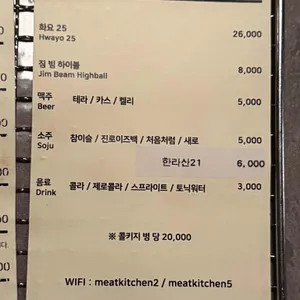 화요 25 26,000
Hwayo 25
짐 빔 하이볼 8,000
Jim Beam Highball
맥주 테라 / 카스 / 켈리 5,000
Beer
소주 참이슬 / 진로이즈백 / 처음처럼 / 새로 5,000
Soju
한라산21 6,000
음료 콜라 / 제로콜라 / 스프라이트 / 토닉워터 3,000
Drink
※ 콜키지 병 당 20,000
WIFI : meatkitchen2 / meatkitchen5